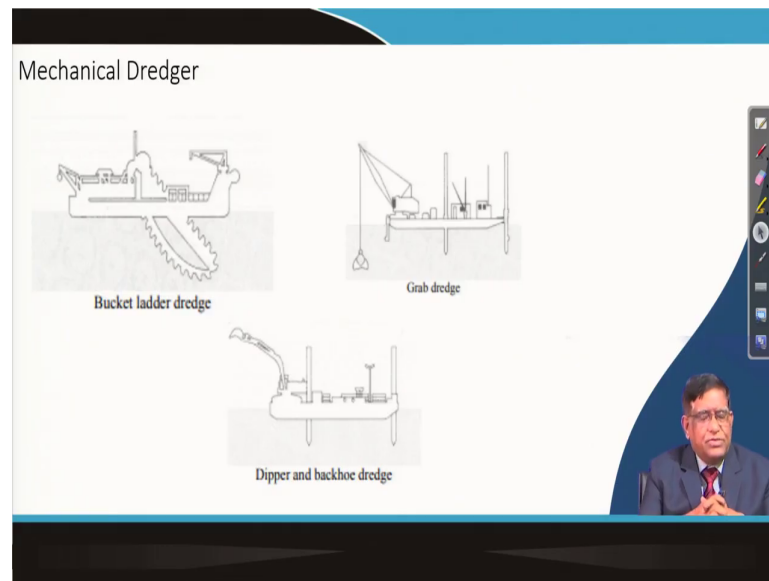 Mechanical Dredger
Bucket ladder dredge
Grab dredge
Dipper and backhoe dredge